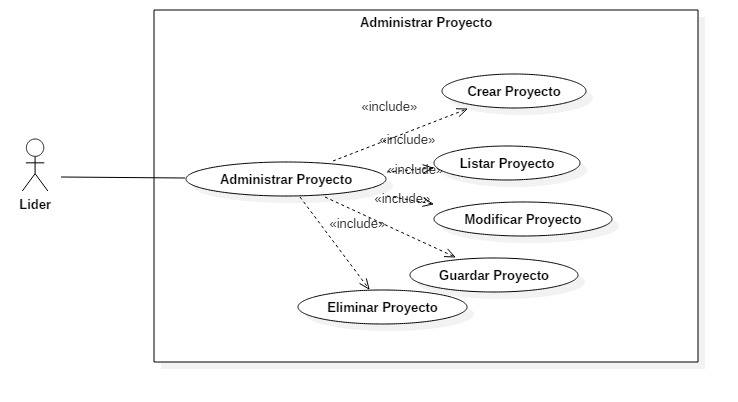 Administrar Proyecto
Crear Proyecto
«include»
«include»
Listar Proyecto
«include»
Administrar Proyecto
Lider
«include»
Modificar Proyecto
«include»
Guardar Proyecto
Eliminar Proyecto